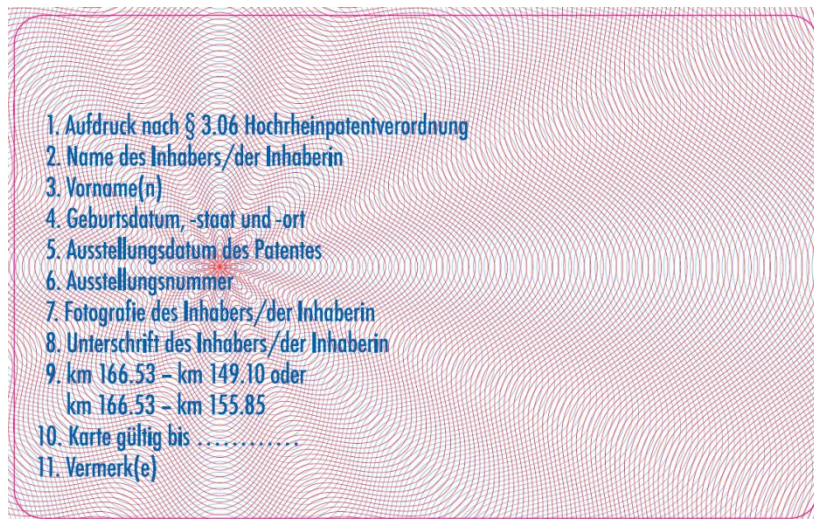 1. Aufdruck nach § 3.06 Hochrheinpatentverordnung
2. Name des Inhabers/der Inhaberin
3. Vorname(n)
4. Geburtsdatum, -staat und -ort
5. Ausstellungsdatum des Patentes
6. Ausstellungsnummer
7. Fotografie des Inhabers/der Inhaberin
8. Unterschrift des Inhabers/der Inhaberin
9. km 166.53 – km 149.10 oder
km 166.53 – km 155.85
10. Karte gültig bis ............
11. Vermerk(e)